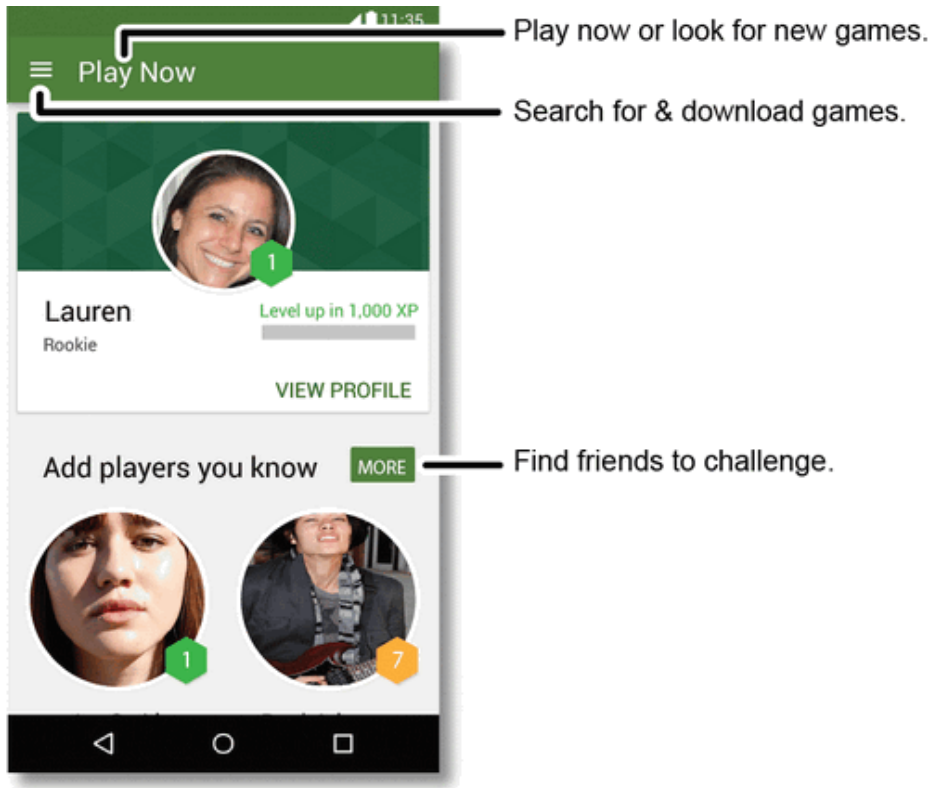 11:35
Play now or look for new games.
Play Now
Search for & download games.
1
Lauren
Level up in 1,000 XP
Rookie
VIEW PROFILE
Add players you know
MORE
Find friends to challenge.
1
7